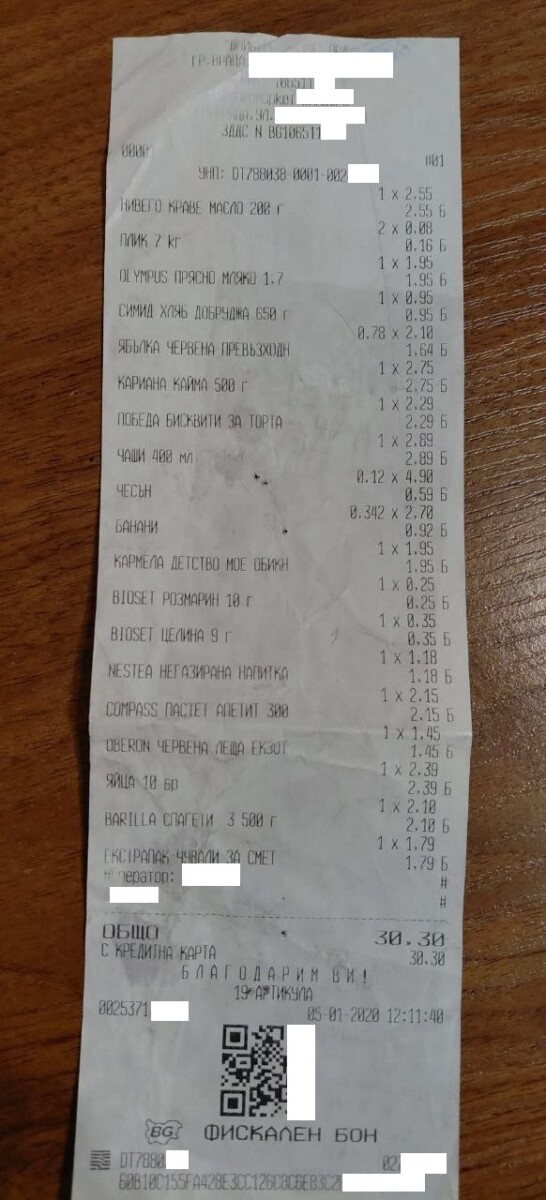 ГР.ВРАЦА
ЗДДС N BG106511
0000 #01
УНП: DT788038-0001-002
1 x 2.55
НИВЕГО КРАВЕ МАСЛО 200 г 2.55 Б
2 x 0.08
ПЛИК 7 kг 0.16 Б
1 x 1.95
OLYMPUS ПРЯСНО МЛЯКО 1.7 1.95 Б
1 x 0.95
СИМИД ХЛЯБ ДОБРУДЖА 650 г 0.95 Б
0.78 x 2.10
ЯБЪЛКА ЧЕРВЕНА ПРЕВЪЗХОДН 1.64 Б
1 x 2.75
КАРИАНА КАЙМА 500 г 2.75 Б
1 x 2.29
ПОБЕДА БИСКВИТИ ЗА ТОРТА 2.29 Б
1 x 2.89
ЧАШИ 400 мл 2.89 Б
0.12 x 4.90
ЧЕСЪН 0.59 Б
0.342 x 2.70
БАНАНИ 0.92 Б
1 x 1.95
КАРМЕЛА ДЕТСТВО МОЕ ОБИКН 1.95 Б
1 x 0.25
BIOSET РОЗМАРИН 10 г 0.25 Б
1 x 0.35
BIOSET ЦЕЛИНА 9 г 0.35 Б
1 x 1.18
NESTEA НЕГАЗИРАНА НАПИТКА 1.18 Б
1 x 2.15
COMPASS ПАСТЕТ АПЕТИТ 300 2.15 Б
1 x 1.45
OBERON ЧЕРВЕНА ЛЕЩА ЕКЗОТ 1.45 Б
1 x 2.39
ЯЙЦА 10 бр 2.39 Б
1 x 2.10
BARILLA СПАГЕТИ 3 500 г 2.10 Б
1 x 1.79
ЕКСТРАПАК ЧУВАЛИ ЗА СМЕТ 1.79 Б
#ператор: #
#
ОБЩО 30.30
С КРЕДИТНА КАРТА 30.30
БЛАГОДАРИМ ВИ!
19 АРТИКУЛА
0025371 05-01-2020 12:11:40
BG ФИСКАЛЕН БОН
DT7880 02